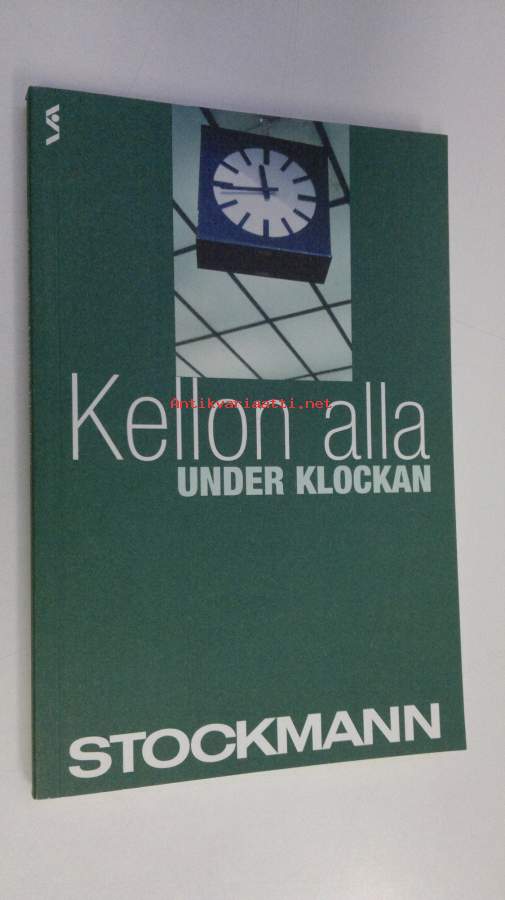 Kellon alla
Antikvariaatti.net
UNDER KLOCKAN
STOCKMANN